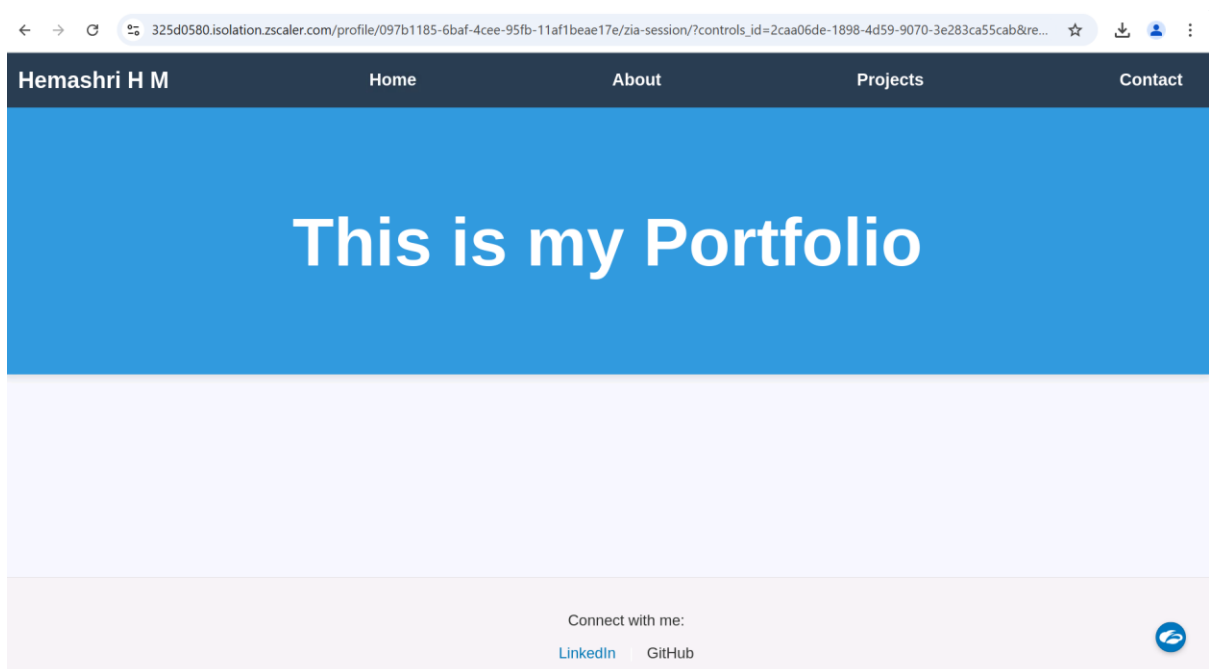 325d0580.isolation.zscaler.com/profile/097b1185-6baf-4cee-95fb-11af1beae17e/zia-session/?controls_id=2caa06de-1898-4d59-9070-3e283ca55cab&re...
Hemashri H M Home About Projects Contact
This is my Portfolio
Connect with me:
LinkedIn GitHub